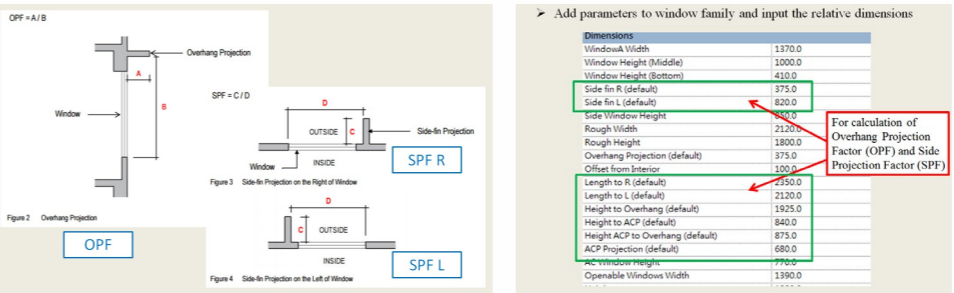 OPF = A / B
Overhang Projection
A
B
Window
Figure 2 Overhang Projection
OPF
SPF = C / D
D
OUTSIDE
C
Side-fin Projection
Window
INSIDE
SPF R
Figure 3 Side-fin Projection on the Right of Window
D
C
OUTSIDE
INSIDE
SPF L
Figure 4 Side-fin Projection on the Left of Window
➢ Add parameters to window family and input the relative dimensions
Dimensions
WindowA Width 1370.0
Window Height (Middle) 1000.0
Window Height (Bottom) 410.0
Side fin R (default) 375.0
Side fin L (default) 820.0
Side Window Height
Rough Width 2120.0
Rough Height 1800.0
Overhang Projection (default) 375.0
Offset from Interior 100.0
Length to R (default) 2350.0
Length to L (default) 2120.0
Height to Overhang (default) 1925.0
Height to ACP (default) 840.0
Height ACP to Overhang (default) 875.0
ACP Projection (default) 680.0
AC Window Height 770.0
Openable Windows Width 1390.0
For calculation of
Overhang Projection
Factor (OPF) and Side
Projection Factor (SPF)